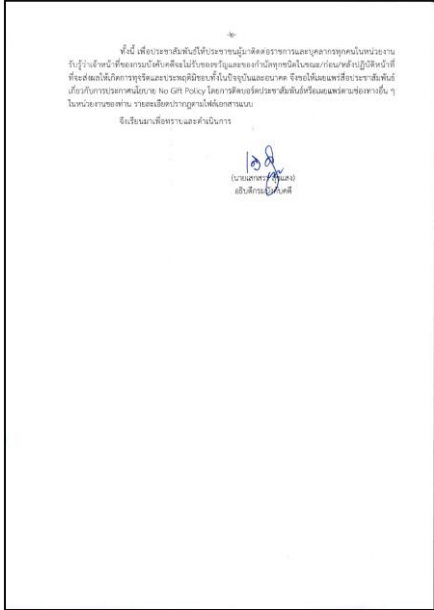 -๒-
ทั้งนี้ เพื่อประชาสัมพันธ์ให้ประชาชนผู้มาติดต่อราชการและบุคลากรทุกคนในหน่วยงาน
รับรู้ว่าเจ้าหน้าที่ของกรมบังคับคดีจะไม่รับของขวัญและของกำนัลทุกชนิดในขณะ/ก่อน/หลังปฏิบัติหน้าที่
ที่จะส่งผลให้เกิดการทุจริตและประพฤติมิชอบทั้งในปัจจุบันและอนาคต จึงขอให้เผยแพร่สื่อประชาสัมพันธ์
เกี่ยวกับการประกาศนโยบาย No Gift Policy โดยการติดบอร์ดประชาสัมพันธ์หรือเผยแพร่ตามช่องทางอื่น ๆ
ในหน่วยงานของท่าน รายละเอียดปรากฏตามไฟล์เอกสารแนบ
จึงเรียนมาเพื่อทราบและดำเนินการ
อธิบดีกรมบังคับคดี